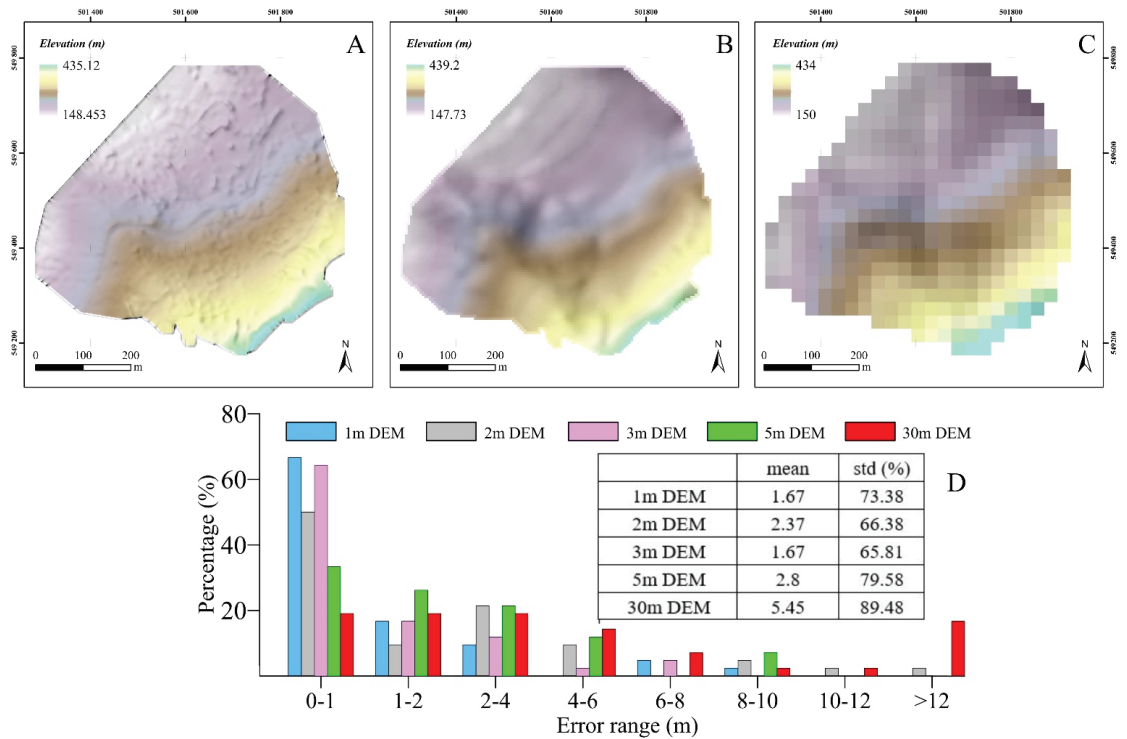 501 400 501 600 501 800
501400 501600 501800
501400 501600 501800
Elevation (m) A
435.12
148.453
549 800
549 600
549 400
549 200
0 100 200
m
N
Elevation (m) B
439.2
147.73
0 100 200
m
N
Elevation (m) C
434
150
549800
549600
549400
549200
0 100 200
m
N
80
60
40
20
Percentage (%)
1m DEM 2m DEM 3m DEM 5m DEM 30m DEM
D
mean std (%)
1m DEM 1.67 73.38
2m DEM 2.37 66.38
3m DEM 1.67 65.81
5m DEM 2.8 79.58
30m DEM 5.45 89.48
0-1 1-2 2-4 4-6 6-8 8-10 10-12 >12
Error range (m)